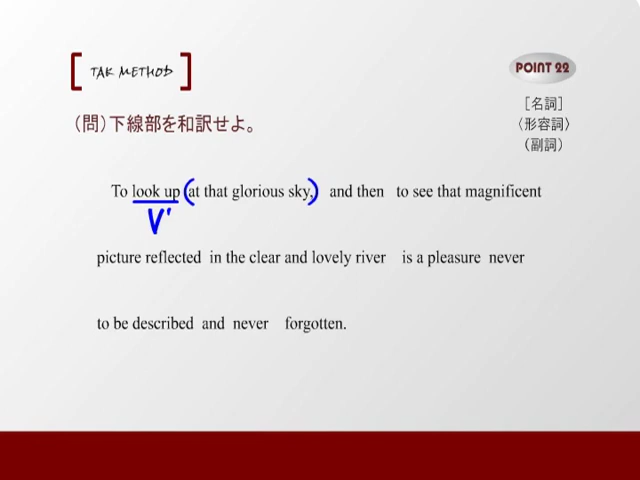 TAK METHOD
POINT 22
［名詞］
〈形容詞〉
（副詞）
（問）下線部を和訳せよ。
To look up (at that glorious sky,) and then to see that magnificent
V'
picture reflected in the clear and lovely river is a pleasure never
to be described and never forgotten.